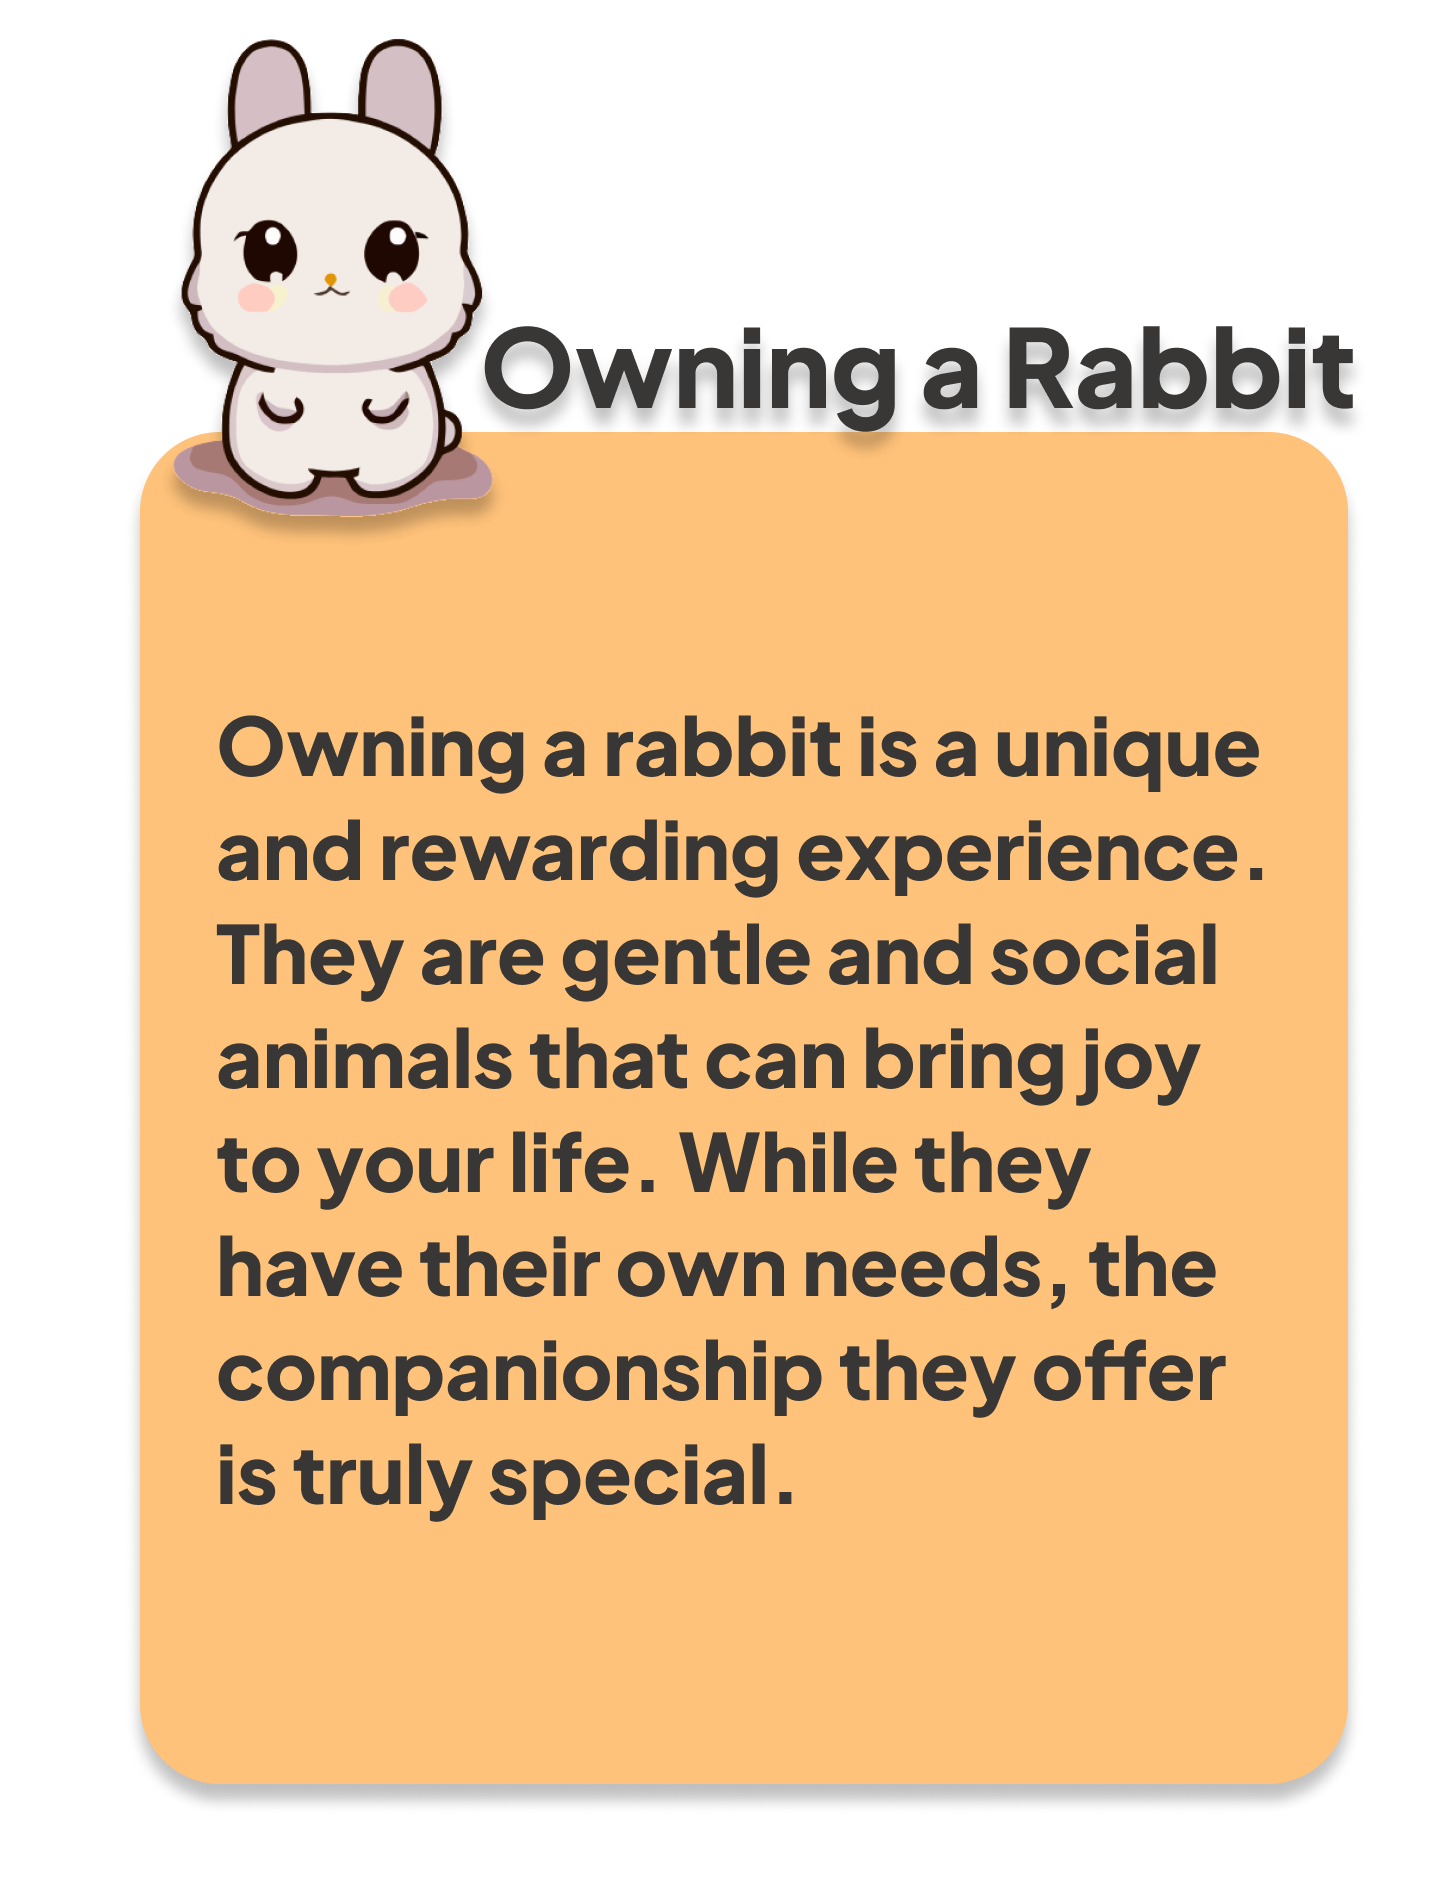 Owning a Rabbit
Owning a rabbit is a unique
and rewarding experience.
They are gentle and social
animals that can bring joy
to your life. While they
have their own needs, the
companionship they offer
is truly special.